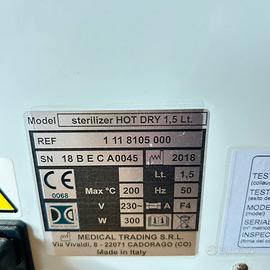 Model sterilizer HOT DRY 1,5 Lt.
REF 1 11 8105 000
SN 18 B E C A0045 2018
CE Lt. 1,5
0068 Max °C 200 Hz 50
V 230~ A F4
W 300
MEDICAL TRADING S.R.L.
Via Vivaldi, 8 - 22071 CADORAGO (CO)
Made in Italy
TEST
TEST
SERI
INSPEC